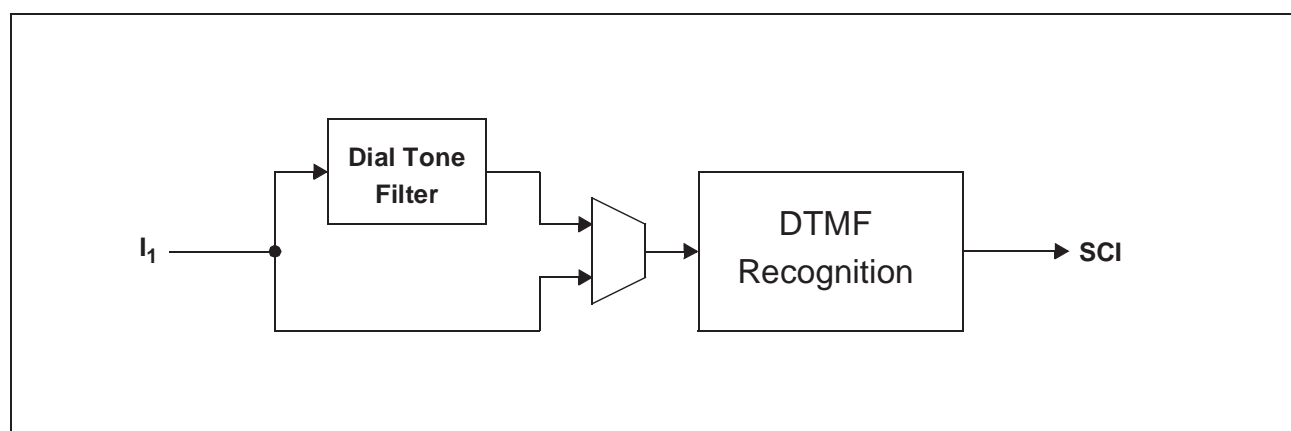 Dial Tone
Filter
I₁
DTMF
Recognition
SCI